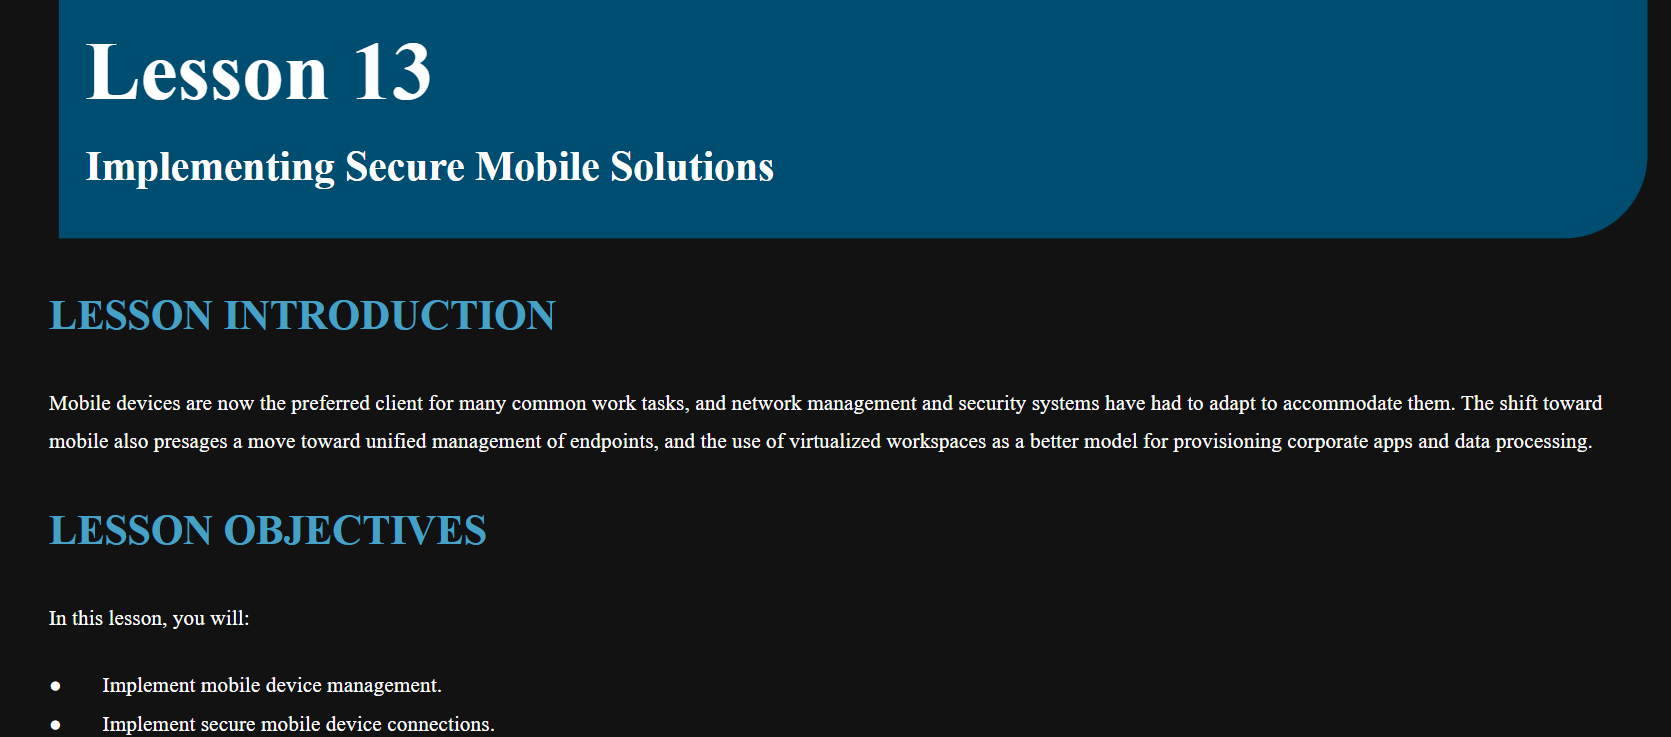 Lesson 13
Implementing Secure Mobile Solutions
LESSON INTRODUCTION
Mobile devices are now the preferred client for many common work tasks, and network management and security systems have had to adapt to accommodate them. The shift toward
mobile also presages a move toward unified management of endpoints, and the use of virtualized workspaces as a better model for provisioning corporate apps and data processing.
LESSON OBJECTIVES
In this lesson, you will:
● Implement mobile device management.
● Implement secure mobile device connections.